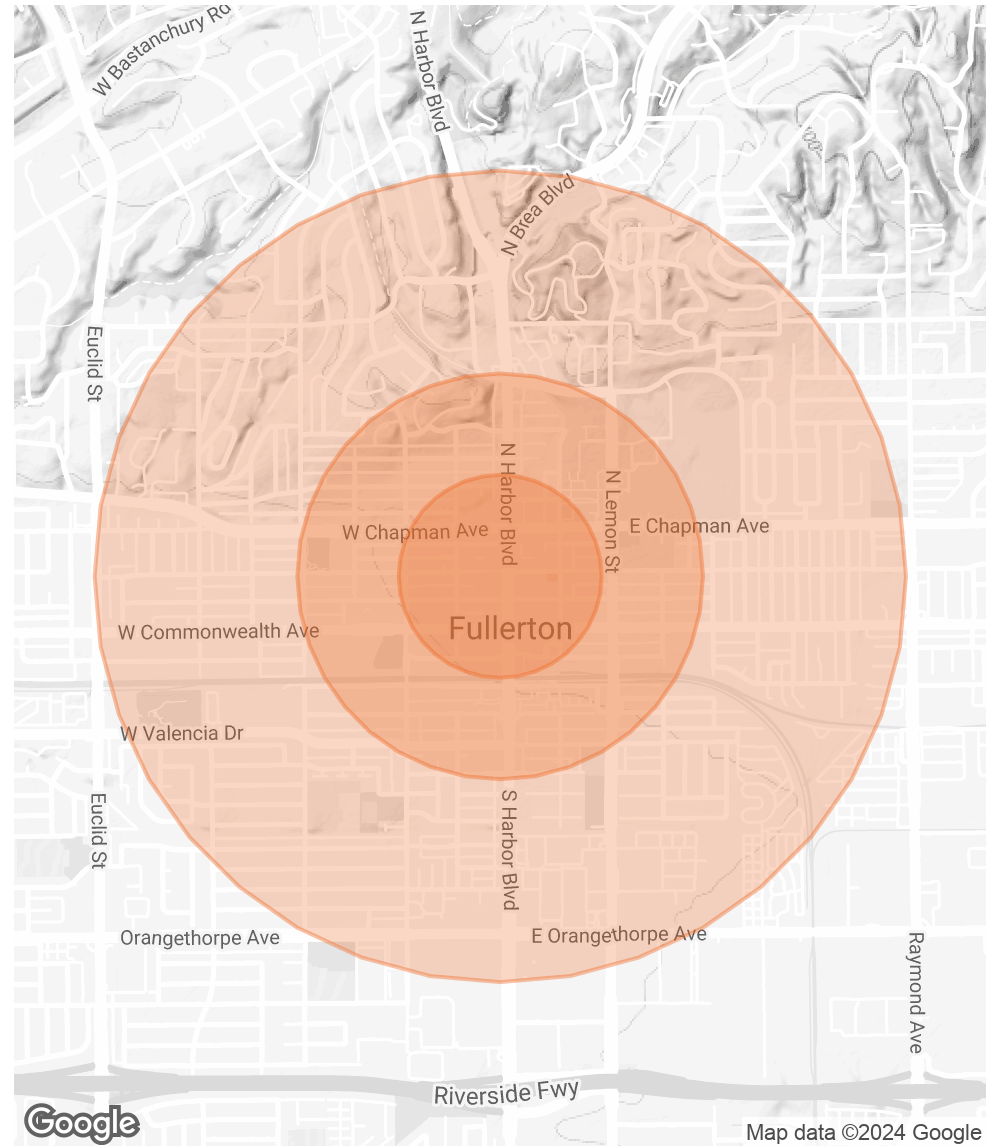 W Bastanchury Rd
N Harbor Blvd
N Brea Blvd
Euclid St
N Harbor Blvd
N Lemon St
W Chapman Ave
E Chapman Ave
Fullerton
W Commonwealth Ave
W Valencia Dr
Euclid St
S Harbor Blvd
Orangethorpe Ave
E Orangethorpe Ave
Raymond Ave
Riverside Fwy
Google
Map data ©2024 Google